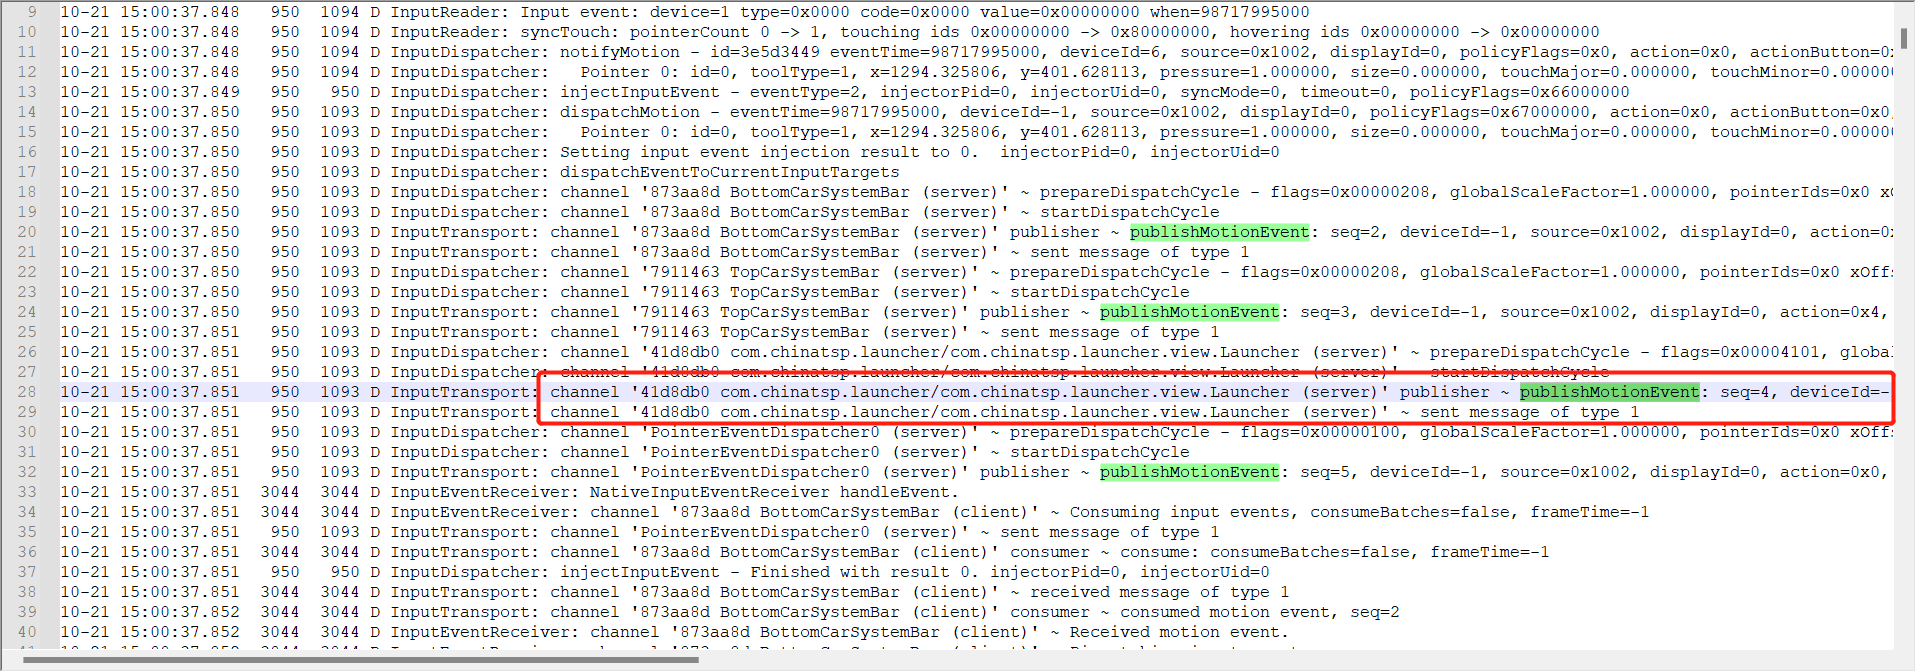 9 10-21 15:00:37.848 950 1094 D InputReader: Input event: device=1 type=0x0000 code=0x0000 value=0x00000000 when=98717995000
10 10-21 15:00:37.848 950 1094 D InputReader: syncTouch: pointerCount 0 -> 1, touching ids 0x00000000 -> 0x80000000, hovering ids 0x00000000 -> 0x00000000
11 10-21 15:00:37.848 950 1094 D InputDispatcher: notifyMotion - id=3e5d3449 eventTime=98717995000, deviceId=6, source=0x1002, displayId=0, policyFlags=0x0, action=0x0, actionButton=0x
12 10-21 15:00:37.848 950 1094 D InputDispatcher: Pointer 0: id=0, toolType=1, x=1294.325806, y=401.628113, pressure=1.000000, size=0.000000, touchMajor=0.000000, touchMinor=0.000000
13 10-21 15:00:37.849 950 950 D InputDispatcher: injectInputEvent - eventType=2, injectorPid=0, injectorUid=0, syncMode=0, timeout=0, policyFlags=0x66000000
14 10-21 15:00:37.850 950 1093 D InputDispatcher: dispatchMotion - eventTime=98717995000, deviceId=-1, source=0x1002, displayId=0, policyFlags=0x67000000, action=0x0, actionButton=0x0,
15 10-21 15:00:37.850 950 1093 D InputDispatcher: Pointer 0: id=0, toolType=1, x=1294.325806, y=401.628113, pressure=1.000000, size=0.000000, touchMajor=0.000000, touchMinor=0.000000
16 10-21 15:00:37.850 950 1093 D InputDispatcher: Setting input event injection result to 0. injectorPid=0, injectorUid=0
17 10-21 15:00:37.850 950 1093 D InputDispatcher: dispatchEventToCurrentInputTargets
18 10-21 15:00:37.850 950 1093 D InputDispatcher: channel '873aa8d BottomCarSystemBar (server)' ~ prepareDispatchCycle - flags=0x00000208, globalScaleFactor=1.000000, pointerIds=0x0 xO
19 10-21 15:00:37.850 950 1093 D InputDispatcher: channel '873aa8d BottomCarSystemBar (server)' ~ startDispatchCycle
20 10-21 15:00:37.850 950 1093 D InputTransport: channel '873aa8d BottomCarSystemBar (server)' publisher ~ publishMotionEvent: seq=2, deviceId=-1, source=0x1002, displayId=0, action=0x
21 10-21 15:00:37.850 950 1093 D InputTransport: channel '873aa8d BottomCarSystemBar (server)' ~ sent message of type 1
22 10-21 15:00:37.850 950 1093 D InputDispatcher: channel '7911463 TopCarSystemBar (server)' ~ prepareDispatchCycle - flags=0x00000208, globalScaleFactor=1.000000, pointerIds=0x0 xOff
23 10-21 15:00:37.850 950 1093 D InputDispatcher: channel '7911463 TopCarSystemBar (server)' ~ startDispatchCycle
24 10-21 15:00:37.850 950 1093 D InputTransport: channel '7911463 TopCarSystemBar (server)' publisher ~ publishMotionEvent: seq=3, deviceId=-1, source=0x1002, displayId=0, action=0x4,
25 10-21 15:00:37.851 950 1093 D InputTransport: channel '7911463 TopCarSystemBar (server)' ~ sent message of type 1
26 10-21 15:00:37.851 950 1093 D InputDispatcher: channel '41d8db0 com.chinatsp.launcher/com.chinatsp.launcher.view.Launcher (server)' ~ prepareDispatchCycle - flags=0x00004101, global
27 10-21 15:00:37.851 950 1093 D InputDispatcher: channel '41d8db0 com.chinatsp.launcher/com.chinatsp.launcher.view.Launcher (server)' ~ startDispatchCycle
28 10-21 15:00:37.851 950 1093 D InputTransport: channel '41d8db0 com.chinatsp.launcher/com.chinatsp.launcher.view.Launcher (server)' publisher ~ publishMotionEvent: seq=4, deviceId=-
29 10-21 15:00:37.851 950 1093 D InputTransport: channel '41d8db0 com.chinatsp.launcher/com.chinatsp.launcher.view.Launcher (server)' ~ sent message of type 1
30 10-21 15:00:37.851 950 1093 D InputDispatcher: channel 'PointerEventDispatcher0 (server)' ~ prepareDispatchCycle - flags=0x00000100, globalScaleFactor=1.000000, pointerIds=0x0 xOff
31 10-21 15:00:37.851 950 1093 D InputDispatcher: channel 'PointerEventDispatcher0 (server)' ~ startDispatchCycle
32 10-21 15:00:37.851 950 1093 D InputTransport: channel 'PointerEventDispatcher0 (server)' publisher ~ publishMotionEvent: seq=5, deviceId=-1, source=0x1002, displayId=0, action=0x0,
33 10-21 15:00:37.851 3044 3044 D InputEventReceiver: NativeInputEventReceiver handleEvent.
34 10-21 15:00:37.851 3044 3044 D InputEventReceiver: channel '873aa8d BottomCarSystemBar (client)' ~ Consuming input events, consumeBatches=false, frameTime=-1
35 10-21 15:00:37.851 950 1093 D InputTransport: channel 'PointerEventDispatcher0 (server)' ~ sent message of type 1
36 10-21 15:00:37.851 3044 3044 D InputTransport: channel '873aa8d BottomCarSystemBar (client)' consumer ~ consume: consumeBatches=false, frameTime=-1
37 10-21 15:00:37.851 950 950 D InputDispatcher: injectInputEvent - Finished with result 0. injectorPid=0, injectorUid=0
38 10-21 15:00:37.851 3044 3044 D InputTransport: channel '873aa8d BottomCarSystemBar (client)' ~ received message of type 1
39 10-21 15:00:37.852 3044 3044 D InputTransport: channel '873aa8d BottomCarSystemBar (client)' consumer ~ consumed motion event, seq=2
40 10-21 15:00:37.852 3044 3044 D InputEventReceiver: channel '873aa8d BottomCarSystemBar (client)' ~ Received motion event.